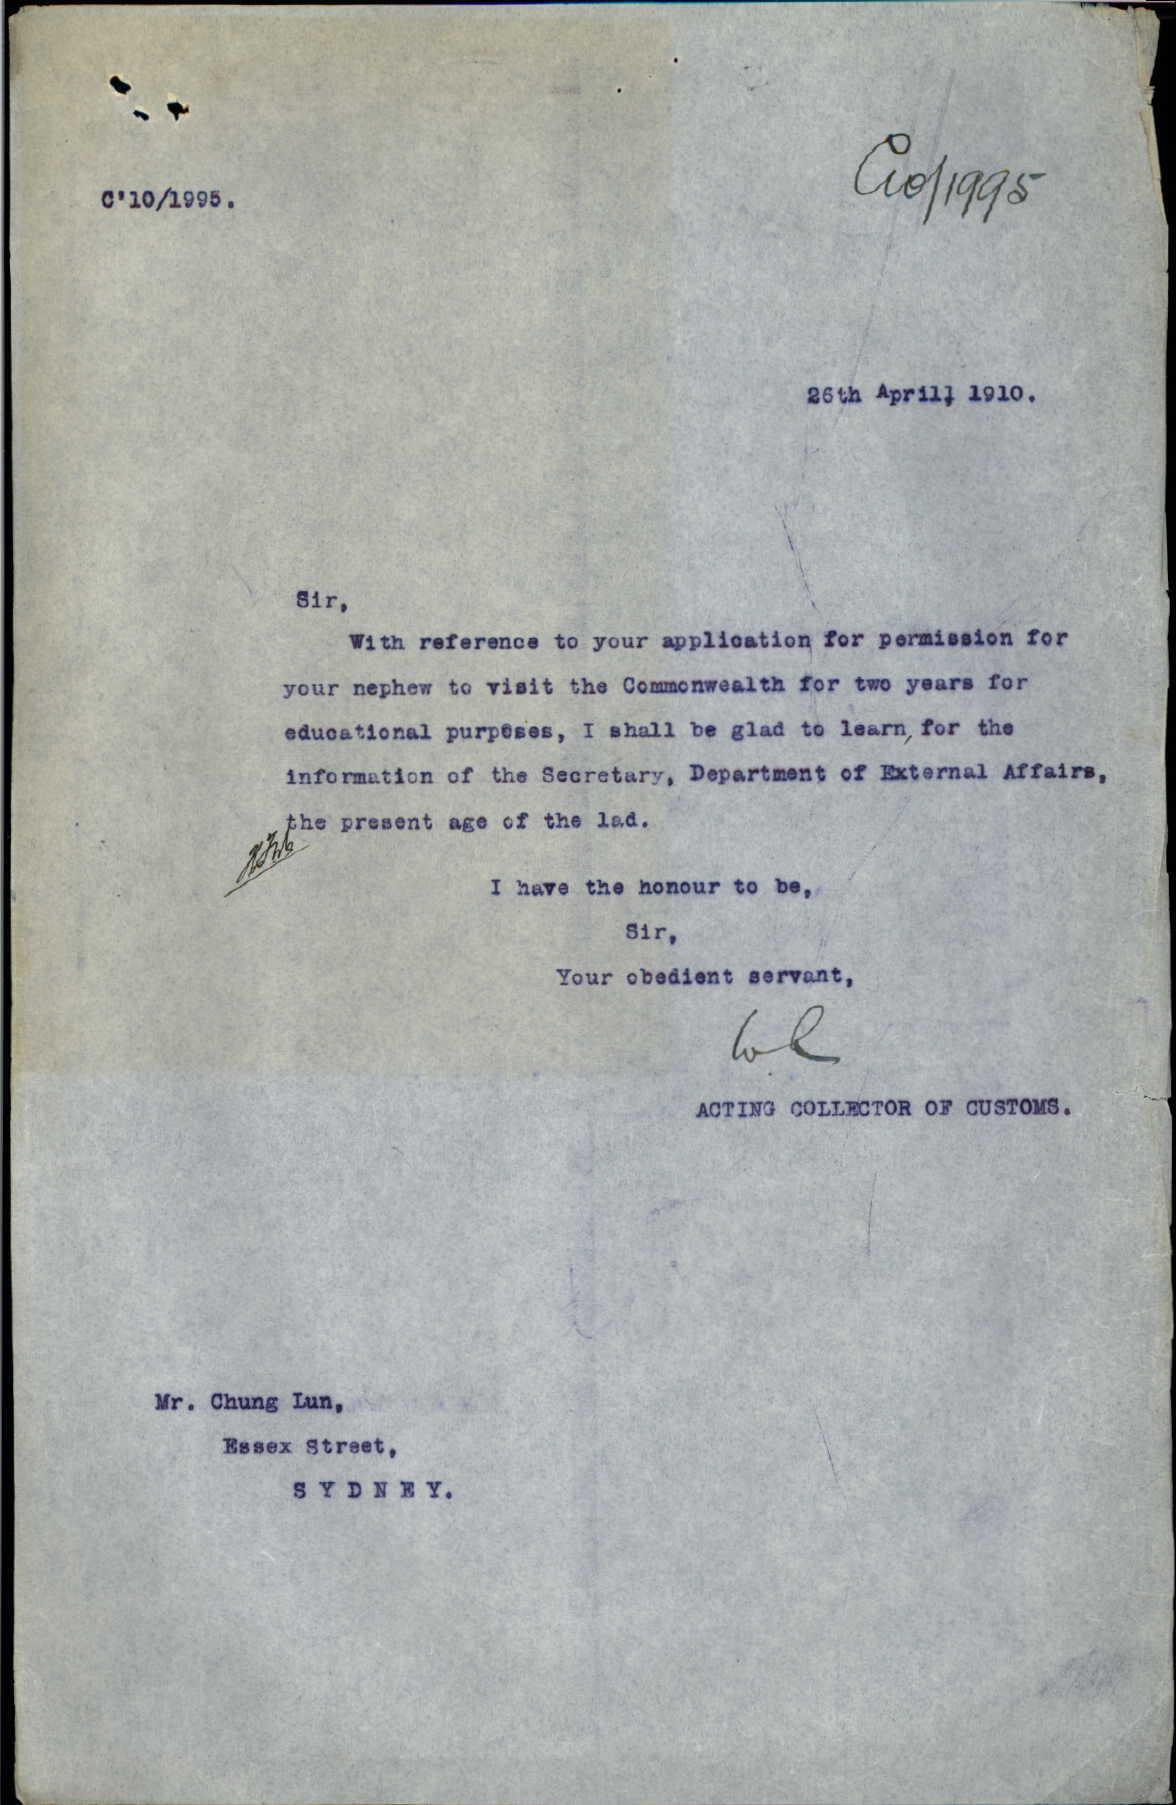 C10/1995
C'10/1995.
26th April, 1910.
Sir,
With reference to your application for permission for
your nephew to visit the Commonwealth for two years for
educational purposes, I shall be glad to learn, for the
information of the Secretary, Department of External Affairs,
the present age of the lad.
I have the honour to be,
Sir,
Your obedient servant,
ACTING COLLECTOR OF CUSTOMS.
Mr. Chung Lun,
Essex Street,
S Y D N E Y.